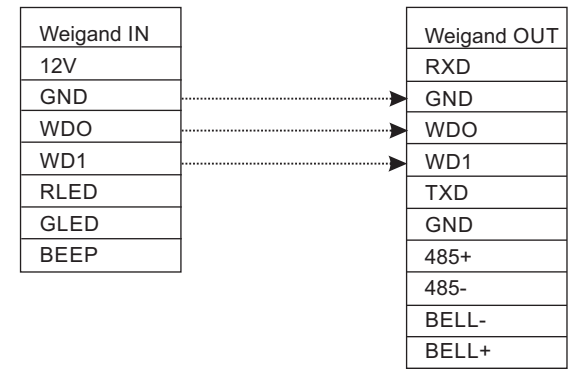 Weigand IN
12V
GND
WDO
WD1
RLED
GLED
BEEP
Weigand OUT
RXD
GND
WDO
WD1
TXD
GND
485+
485-
BELL-
BELL+